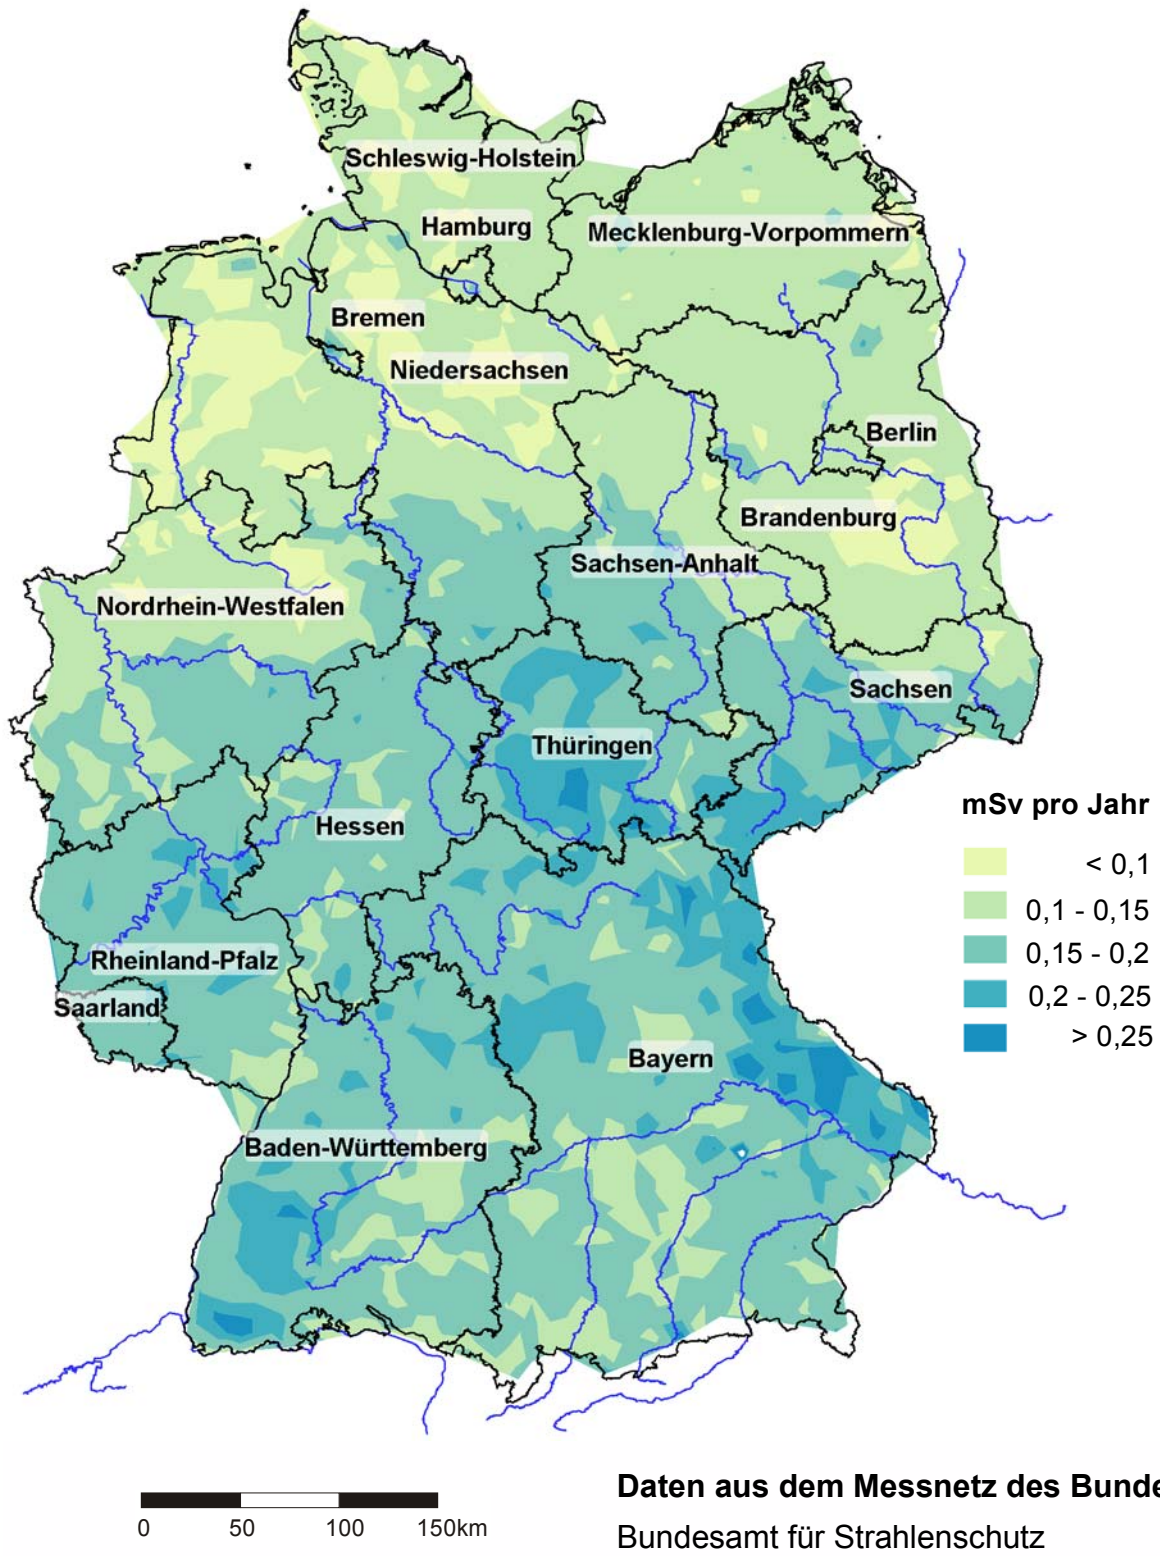 Schleswig-Holstein
Hamburg
Mecklenburg-Vorpommern
Bremen
Niedersachsen
Berlin
Brandenburg
Sachsen-Anhalt
Nordrhein-Westfalen
Sachsen
Thüringen
Hessen
mSv pro Jahr
< 0,1
0,1 - 0,15
0,15 - 0,2
0,2 - 0,25
> 0,25
Rheinland-Pfalz
Saarland
Bayern
Baden-Württemberg
0 50 100 150km
Daten aus dem Messnetz des Bunde
Bundesamt für Strahlenschutz